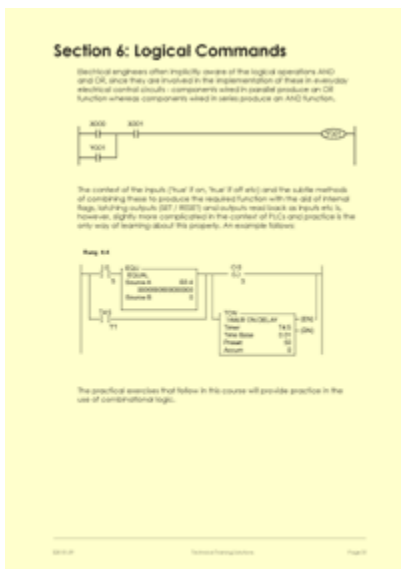 Section 6: Logical Commands
Electrical engineers often implicitly aware of the logical operations AND
and OR, since they are involved in the implementation of these in everyday
electrical control circuits - components wired in parallel produce an OR
function whereas components wired in series produce an AND function.
X000 X001
Y001
The context of the inputs ('true' if on, 'true' if off etc) and the subtle methods
of combining these to produce the required function with the aid of internal
flags, latching outputs (SET / RESET) and outputs read back as inputs etc is,
however, slightly more complicated in the context of PLCs and practice is the
only way of learning about this properly. An example follows:
EQU
EQUAL
Source A
Source B 0
TON
TIMER ON DELAY
Timer
Time Base 0.01
Preset 50
Accum 0
(EN)
(DN)
The practical exercises that follow in this course will provide practice in the
use of combinational logic.
Technical Training Solutions